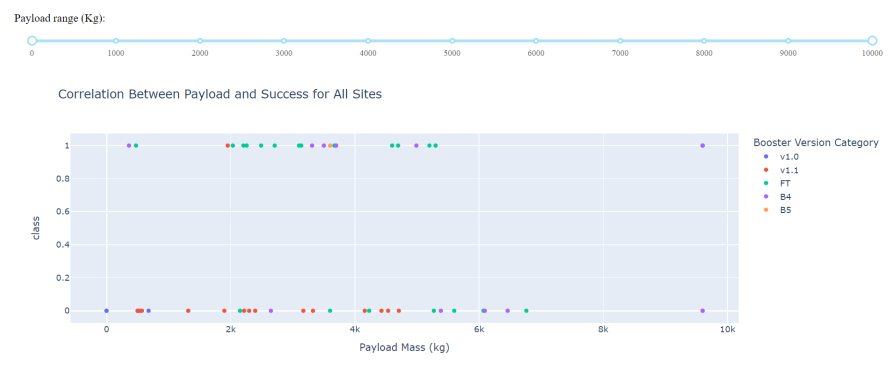 Payload range (Kg):
0 1000 2000 3000 4000 5000 6000 7000 8000 9000 10000
Correlation Between Payload and Success for All Sites
Booster Version Category
v1.0
v1.1
FT
B4
B5
1
0.8
0.6
0.4
0.2
0
class
0 2k 4k 6k 8k 10k
Payload Mass (kg)